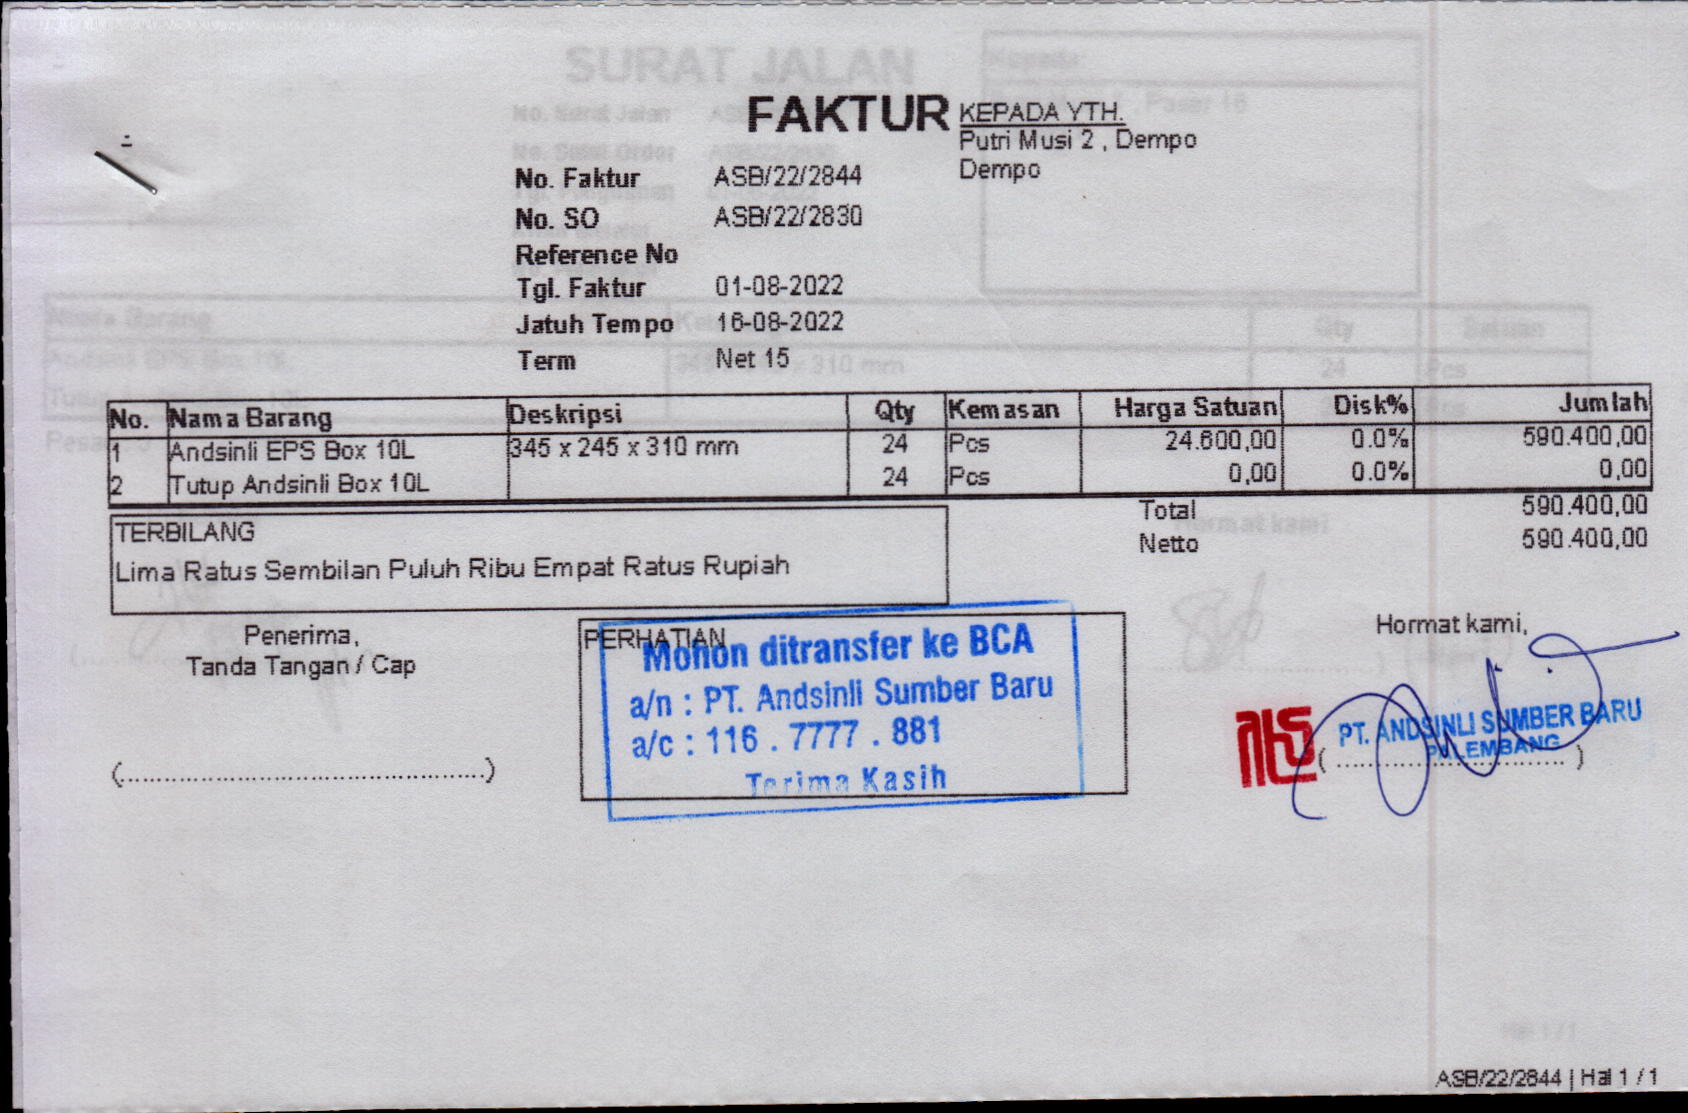 SURAT JALAN
Kepada:
FAKTUR
KEPADA YTH.
Putri Musi 2 , Dempo
Dempo
No. Faktur ASB/22/2844
No. SO ASB/22/2830
Reference No
Tgl. Faktur 01-08-2022
Jatuh Tempo 16-08-2022
Term Net 15
No. Nama Barang Deskripsi Qty Kemasan Harga Satuan Disk% Jumlah
1 Andsinli EPS Box 10L 345 x 245 x 310 mm 24 Pcs 24.600,00 0.0% 590.400,00
2 Tutup Andsinli Box 10L 24 Pcs 0,00 0.0% 0,00
Total 590.400,00
Netto 590.400,00
TERBILANG
Lima Ratus Sembilan Puluh Ribu Empat Ratus Rupiah
Penerima,
Tanda Tangan / Cap
(................................................)
PERHATIAN
Mohon ditransfer ke BCA
a/n : PT. Andsinli Sumber Baru
a/c : 116 . 7777 . 881
Terima Kasih
Hormat kami,
PT. ANDSINLI SUMBER BARU
PALEMBANG
(..............................)
ASB/22/2844 | Hal 1 / 1